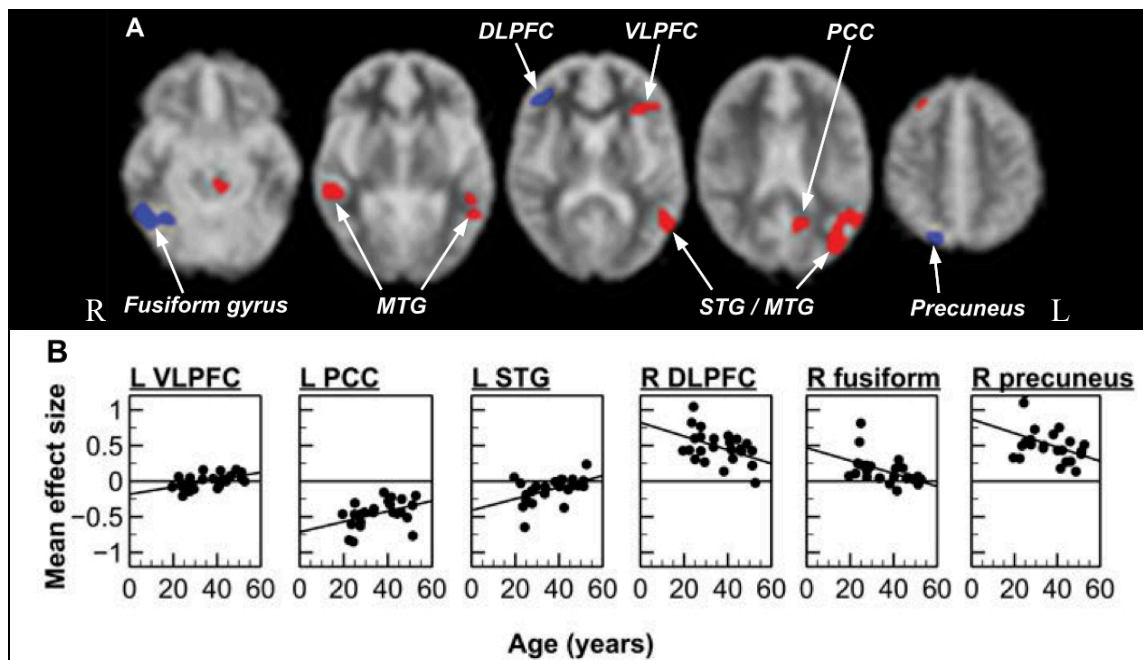 A
DLPFC VLPFC PCC
R Fusiform gyrus MTG STG / MTG Precuneus L
B
L VLPFC L PCC L STG R DLPFC R fusiform R precuneus
Mean effect size
1
0.5
0
−0.5
−1
0 20 40 60 0 20 40 60 0 20 40 60 0 20 40 60 0 20 40 60 0 20 40 60
Age (years)